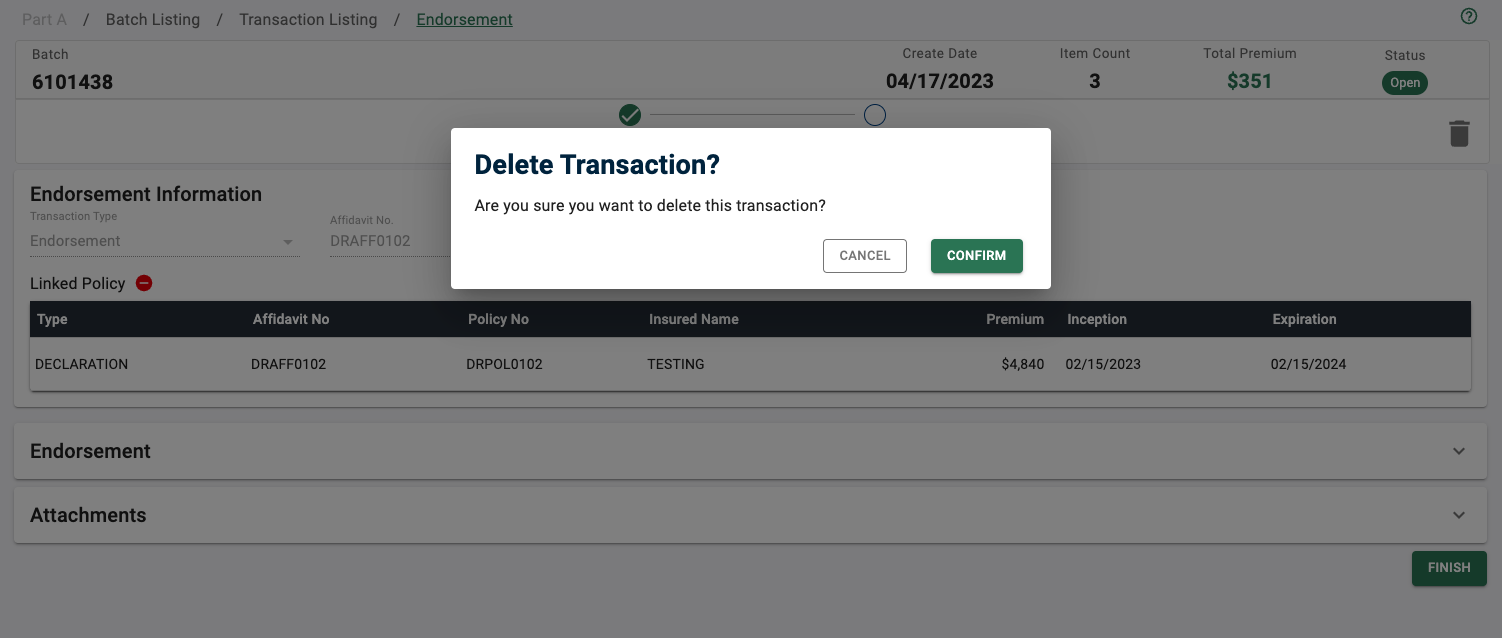 Part A / Batch Listing / Transaction Listing / Endorsement
Batch Create Date Item Count Total Premium Status
6101438 04/17/2023 3 $351 Open
Delete Transaction?
Are you sure you want to delete this transaction?
CANCEL CONFIRM
Endorsement Information
Transaction Type Affidavit No.
Endorsement DRAFF0102
Linked Policy
Type Affidavit No Policy No Insured Name Premium Inception Expiration
DECLARATION DRAFF0102 DRPOL0102 TESTING $4,840 02/15/2023 02/15/2024
Endorsement
Attachments
FINISH